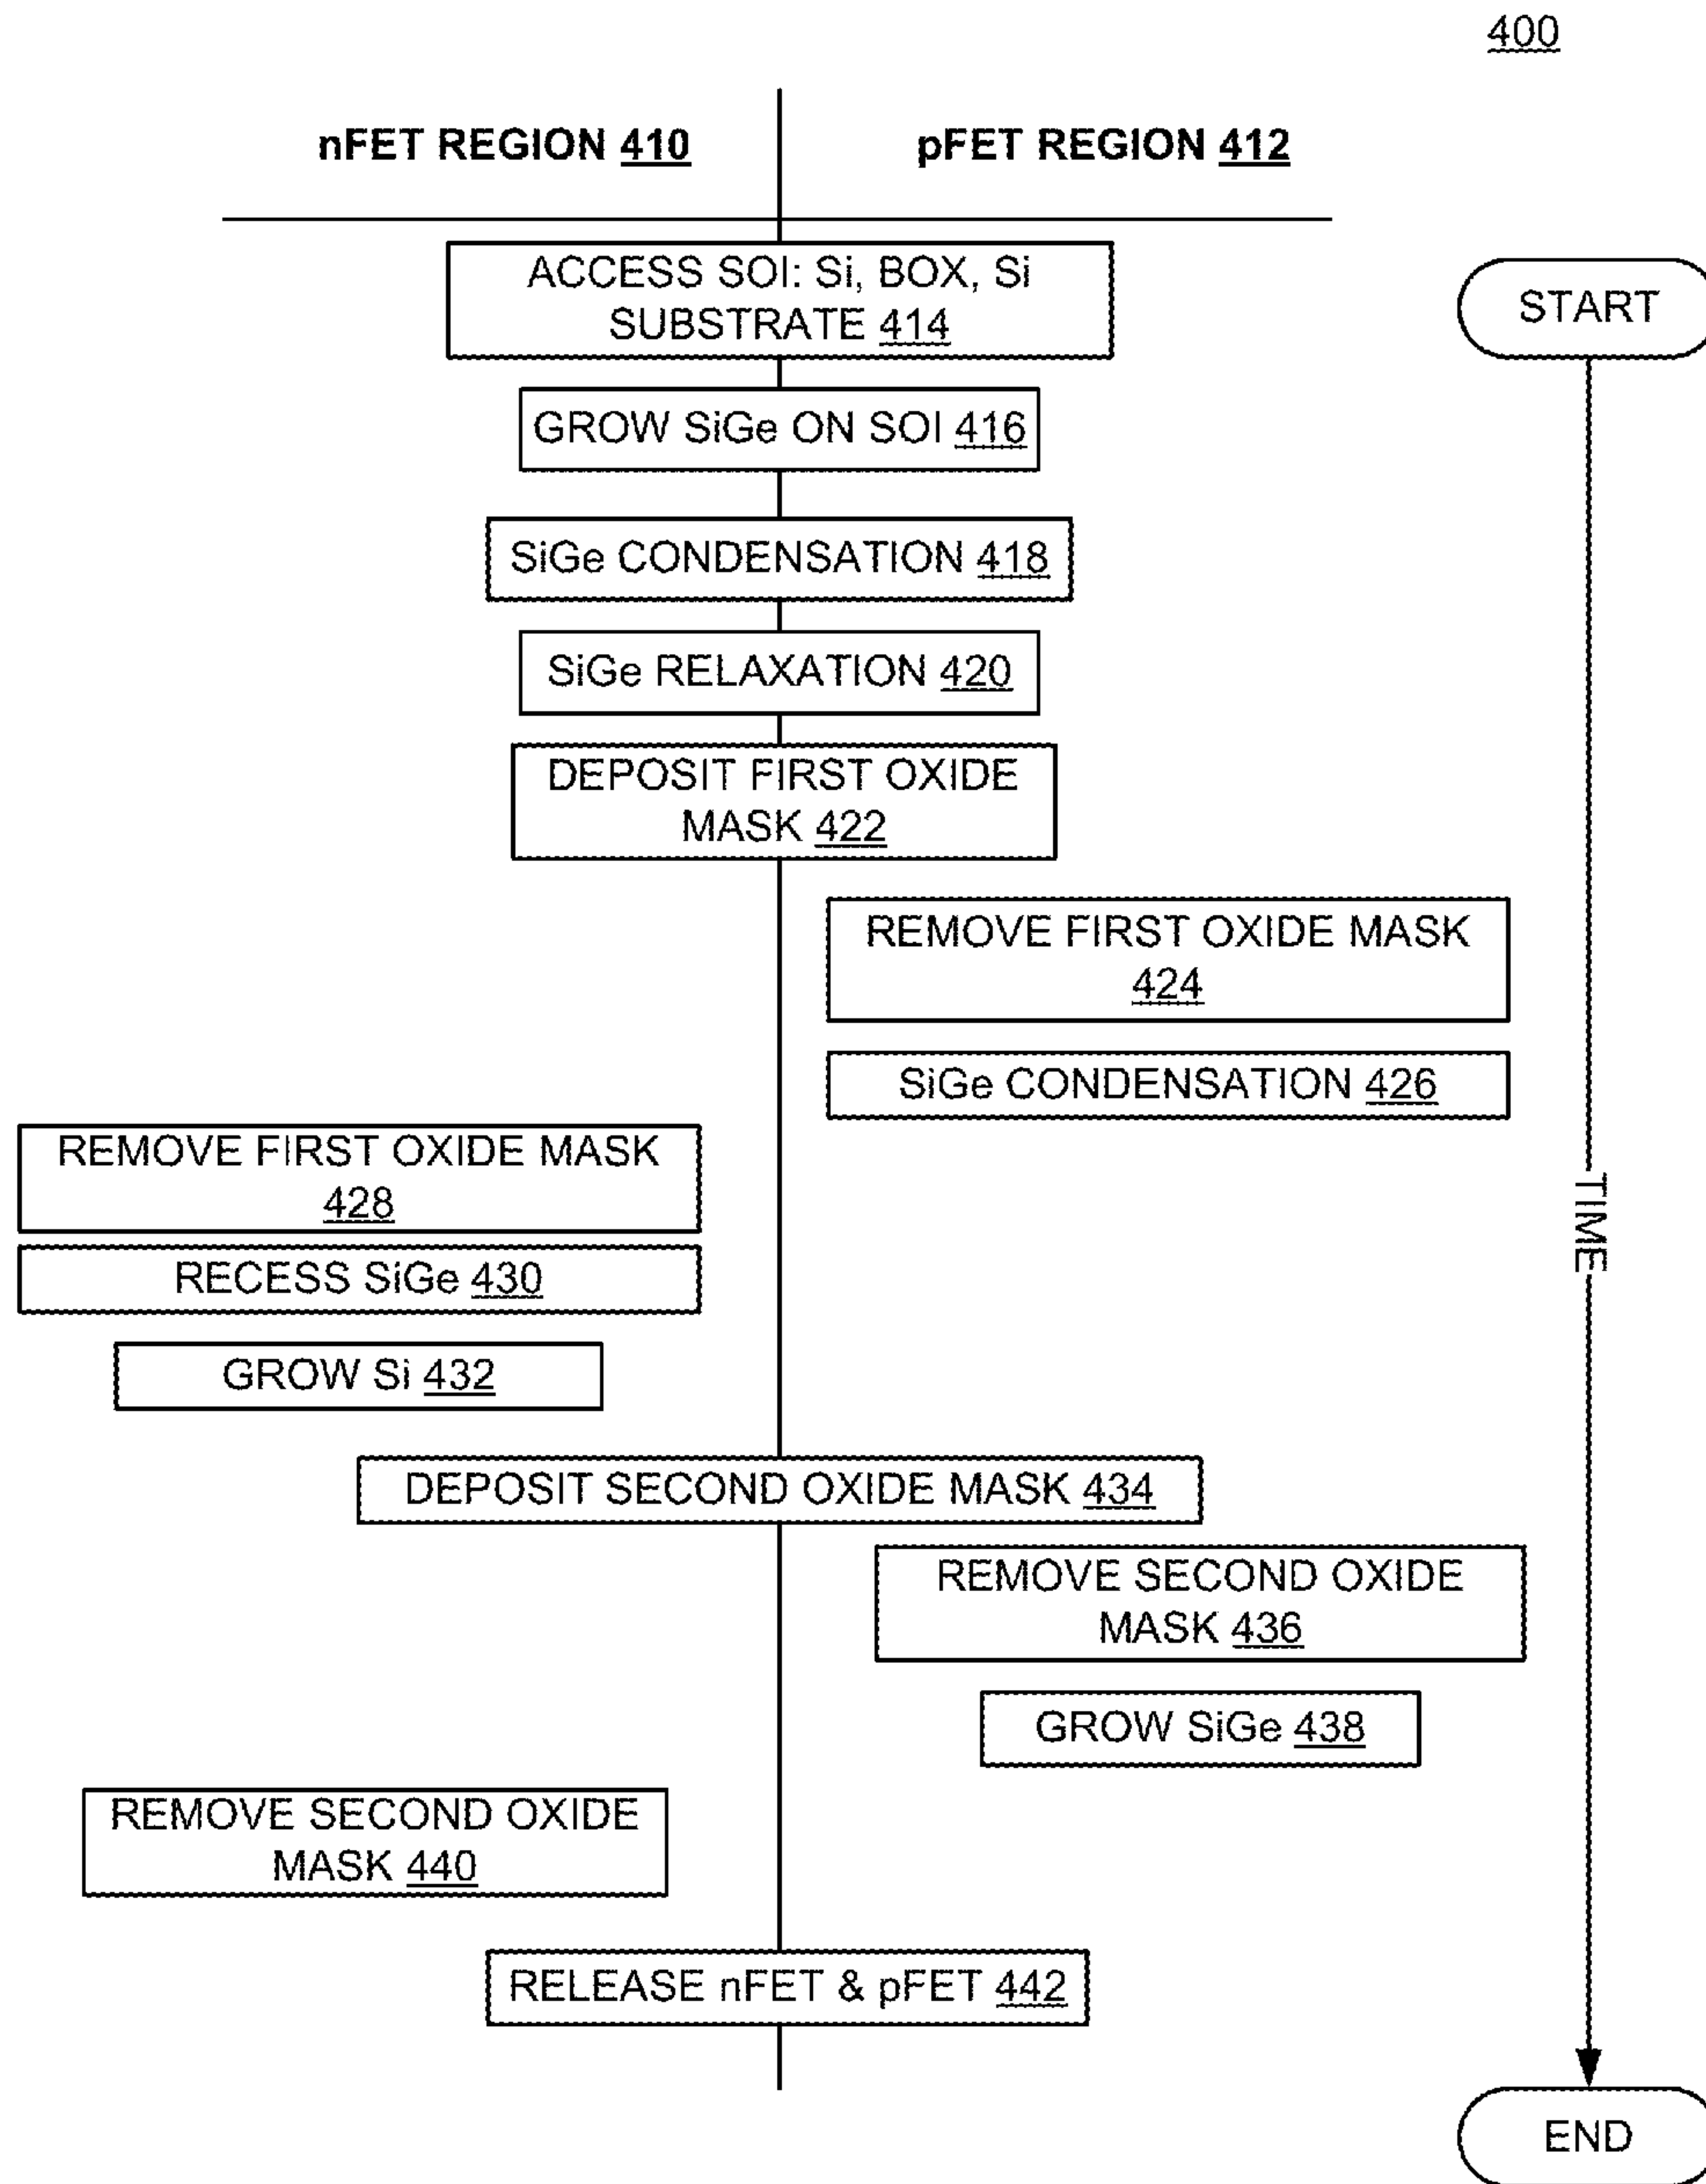 400
nFET REGION 410
pFET REGION 412
ACCESS SOI: Si, BOX, Si
SUBSTRATE 414
START
GROW SiGe ON SOI 416
SiGe CONDENSATION 418
SiGe RELAXATION 420
DEPOSIT FIRST OXIDE
MASK 422
REMOVE FIRST OXIDE MASK
424
SiGe CONDENSATION 426
REMOVE FIRST OXIDE MASK
428
TIME
RECESS SiGe 430
GROW Si 432
DEPOSIT SECOND OXIDE MASK 434
REMOVE SECOND OXIDE
MASK 436
GROW SiGe 438
REMOVE SECOND OXIDE
MASK 440
RELEASE nFET & pFET 442
END